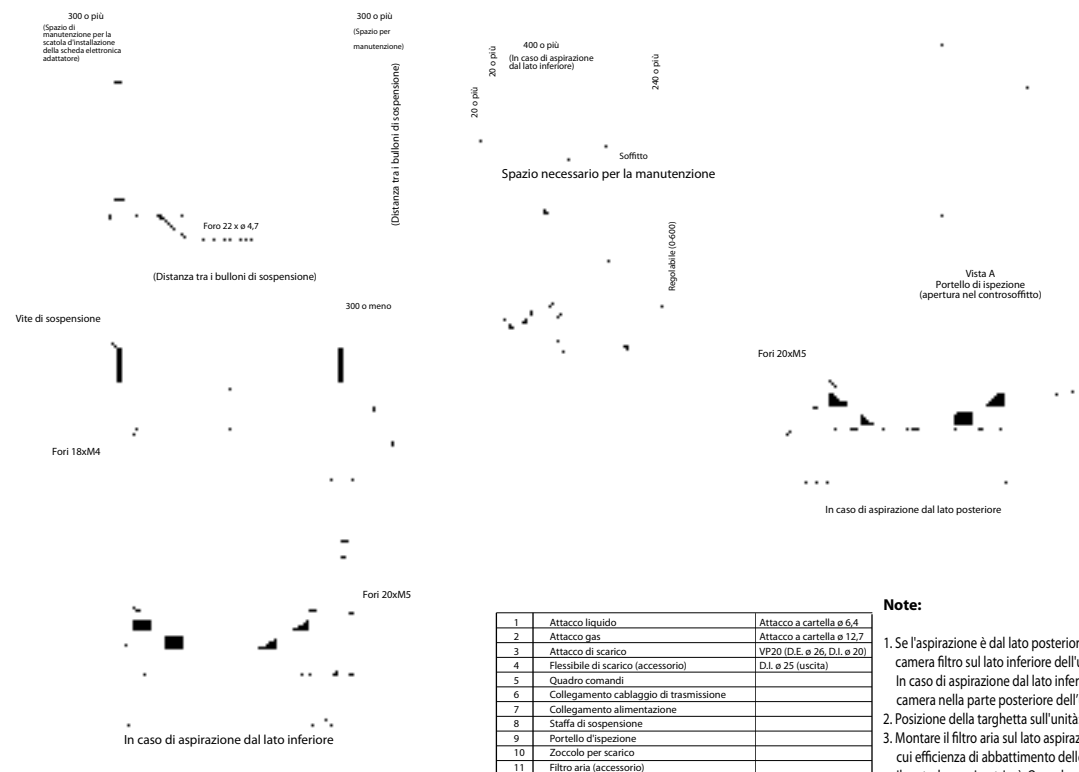 300 o più
(Spazio di
manutenzione per la
scatola d'installazione
della scheda elettronica
adattatore)
300 o più
(Spazio per
manutenzione)
(Distanza tra i bulloni di sospensione)
Foro 22 x ø 4,7
(Distanza tra i bulloni di sospensione)
20 o più
20 o più
400 o più
(In caso di aspirazione
dal lato inferiore)
240 o più
Soffitto
Spazio necessario per la manutenzione
Regolabile (0-600)
Vista A
Portello di ispezione
(apertura nel controsoffitto)
Vite di sospensione
300 o meno
Fori 18xM4
Fori 20xM5
In caso di aspirazione dal lato inferiore
Fori 20xM5
In caso di aspirazione dal lato posteriore
1 Attacco liquido Attacco a cartella ø 6,4
2 Attacco gas Attacco a cartella ø 12,7
3 Attacco di scarico VP20 (D.E. ø 26, D.I. ø 20)
4 Flessibile di scarico (accessorio) D.I. ø 25 (uscita)
5 Quadro comandi
6 Collegamento cablaggio di trasmissione
7 Collegamento alimentazione
8 Staffa di sospensione
9 Portello d'ispezione
10 Zoccolo per scarico
11 Filtro aria (accessorio)
Note:
1. Se l'aspirazione è dal lato posterior
camera filtro sul lato inferiore dell'u
In caso di aspirazione dal lato infer
camera nella parte posteriore dell'
2. Posizione della targhetta sull'unità
3. Montare il filtro aria sul lato aspiraz
cui efficienza di abbattimento dell